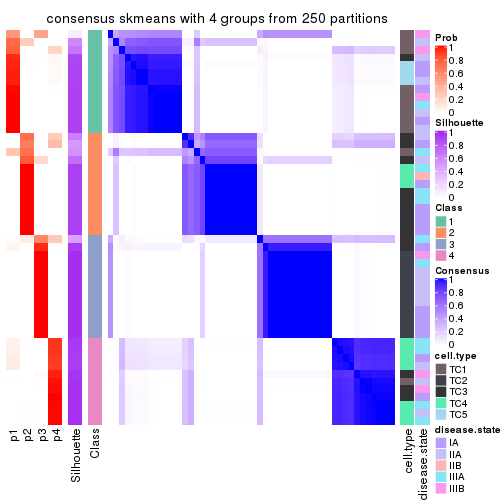 consensus skmeans with 4 groups from 250 partitions
Prob
1
0.8
0.6
0.4
0.2
0
Silhouette
1
0.8
0.6
0.4
0.2
0
Class
1
2
3
4
Consensus
1
0.8
0.6
0.4
0.2
0
cell.type
TC1
TC2
TC3
TC4
TC5
disease.state
IA
IIA
IIB
IIIA
IIIB
p1
p2
p3
p4
Silhouette
Class
cell.type
disease.state